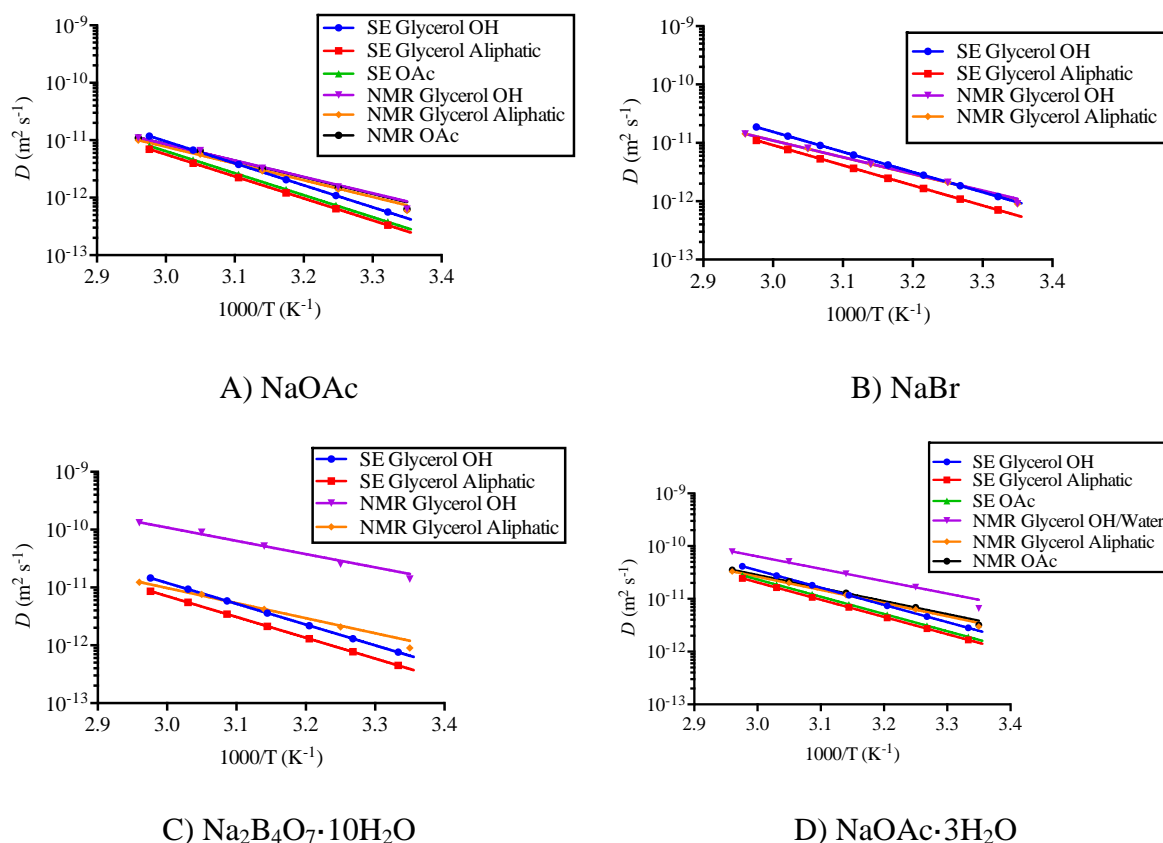 10⁻⁹
10⁻¹⁰
10⁻¹¹
10⁻¹²
10⁻¹³
D (m² s⁻¹)
SE Glycerol OH
SE Glycerol Aliphatic
SE OAc
NMR Glycerol OH
NMR Glycerol Aliphatic
NMR OAc
2.9 3.0 3.1 3.2 3.3 3.4
1000/T (K⁻¹)
A) NaOAc
10⁻⁹
10⁻¹⁰
10⁻¹¹
10⁻¹²
10⁻¹³
D (m² s⁻¹)
SE Glycerol OH
SE Glycerol Aliphatic
NMR Glycerol OH
NMR Glycerol Aliphatic
2.9 3.0 3.1 3.2 3.3 3.4
1000/T (K⁻¹)
B) NaBr
10⁻⁹
10⁻¹⁰
10⁻¹¹
10⁻¹²
10⁻¹³
D (m² s⁻¹)
SE Glycerol OH
SE Glycerol Aliphatic
NMR Glycerol OH
NMR Glycerol Aliphatic
2.9 3.0 3.1 3.2 3.3 3.4
1000/T (K⁻¹)
C) Na₂B₄O₇·10H₂O
10⁻⁹
10⁻¹⁰
10⁻¹¹
10⁻¹²
10⁻¹³
D (m² s⁻¹)
SE Glycerol OH
SE Glycerol Aliphatic
SE OAc
NMR Glycerol OH/Water
NMR Glycerol Aliphatic
NMR OAc
2.9 3.0 3.1 3.2 3.3 3.4
1000/T (K⁻¹)
D) NaOAc·3H₂O